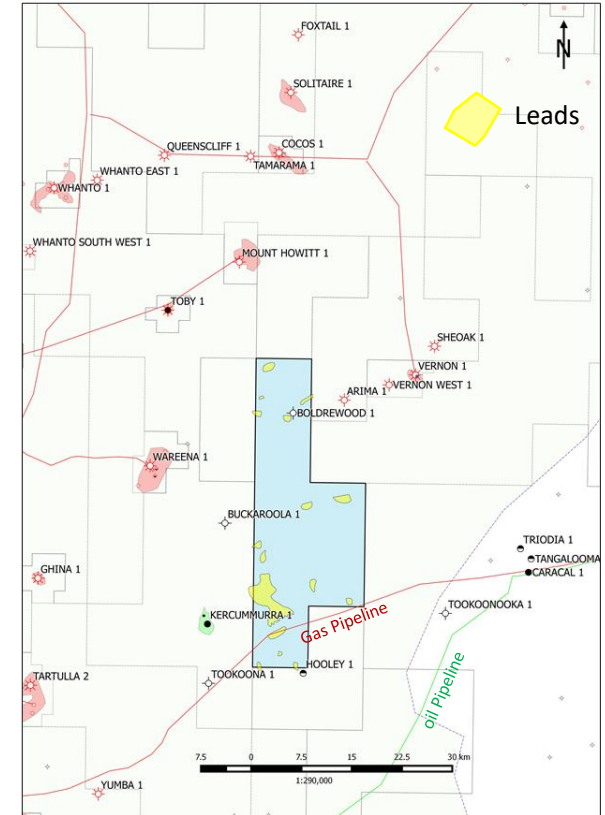 FOXTAIL 1
N
SOLITAIRE 1
Leads
QUEENSCLIFF 1
COCOS 1
TAMARAMA 1
WHANTO EAST 1
WHANTO 1
WHANTO SOUTH WEST 1
MOUNT HOWITT 1
TOBY 1
SHEOAK 1
VERNON 1
VERNON WEST 1
ARIMA 1
BOLDREWOOD 1
WAREENA 1
BUCKAROOLA 1
TRIODIA 1
TANGALOOMA
CARACAL 1
GHINA 1
TOOKOONOOKA 1
KERCUMMURRA 1
Gas Pipeline
HOOLEY 1
TOOKOONA 1
TARTULLA 2
oil Pipeline
7.5 0 7.5 15 22.5 30 km
1:290,000
YUMBA 1